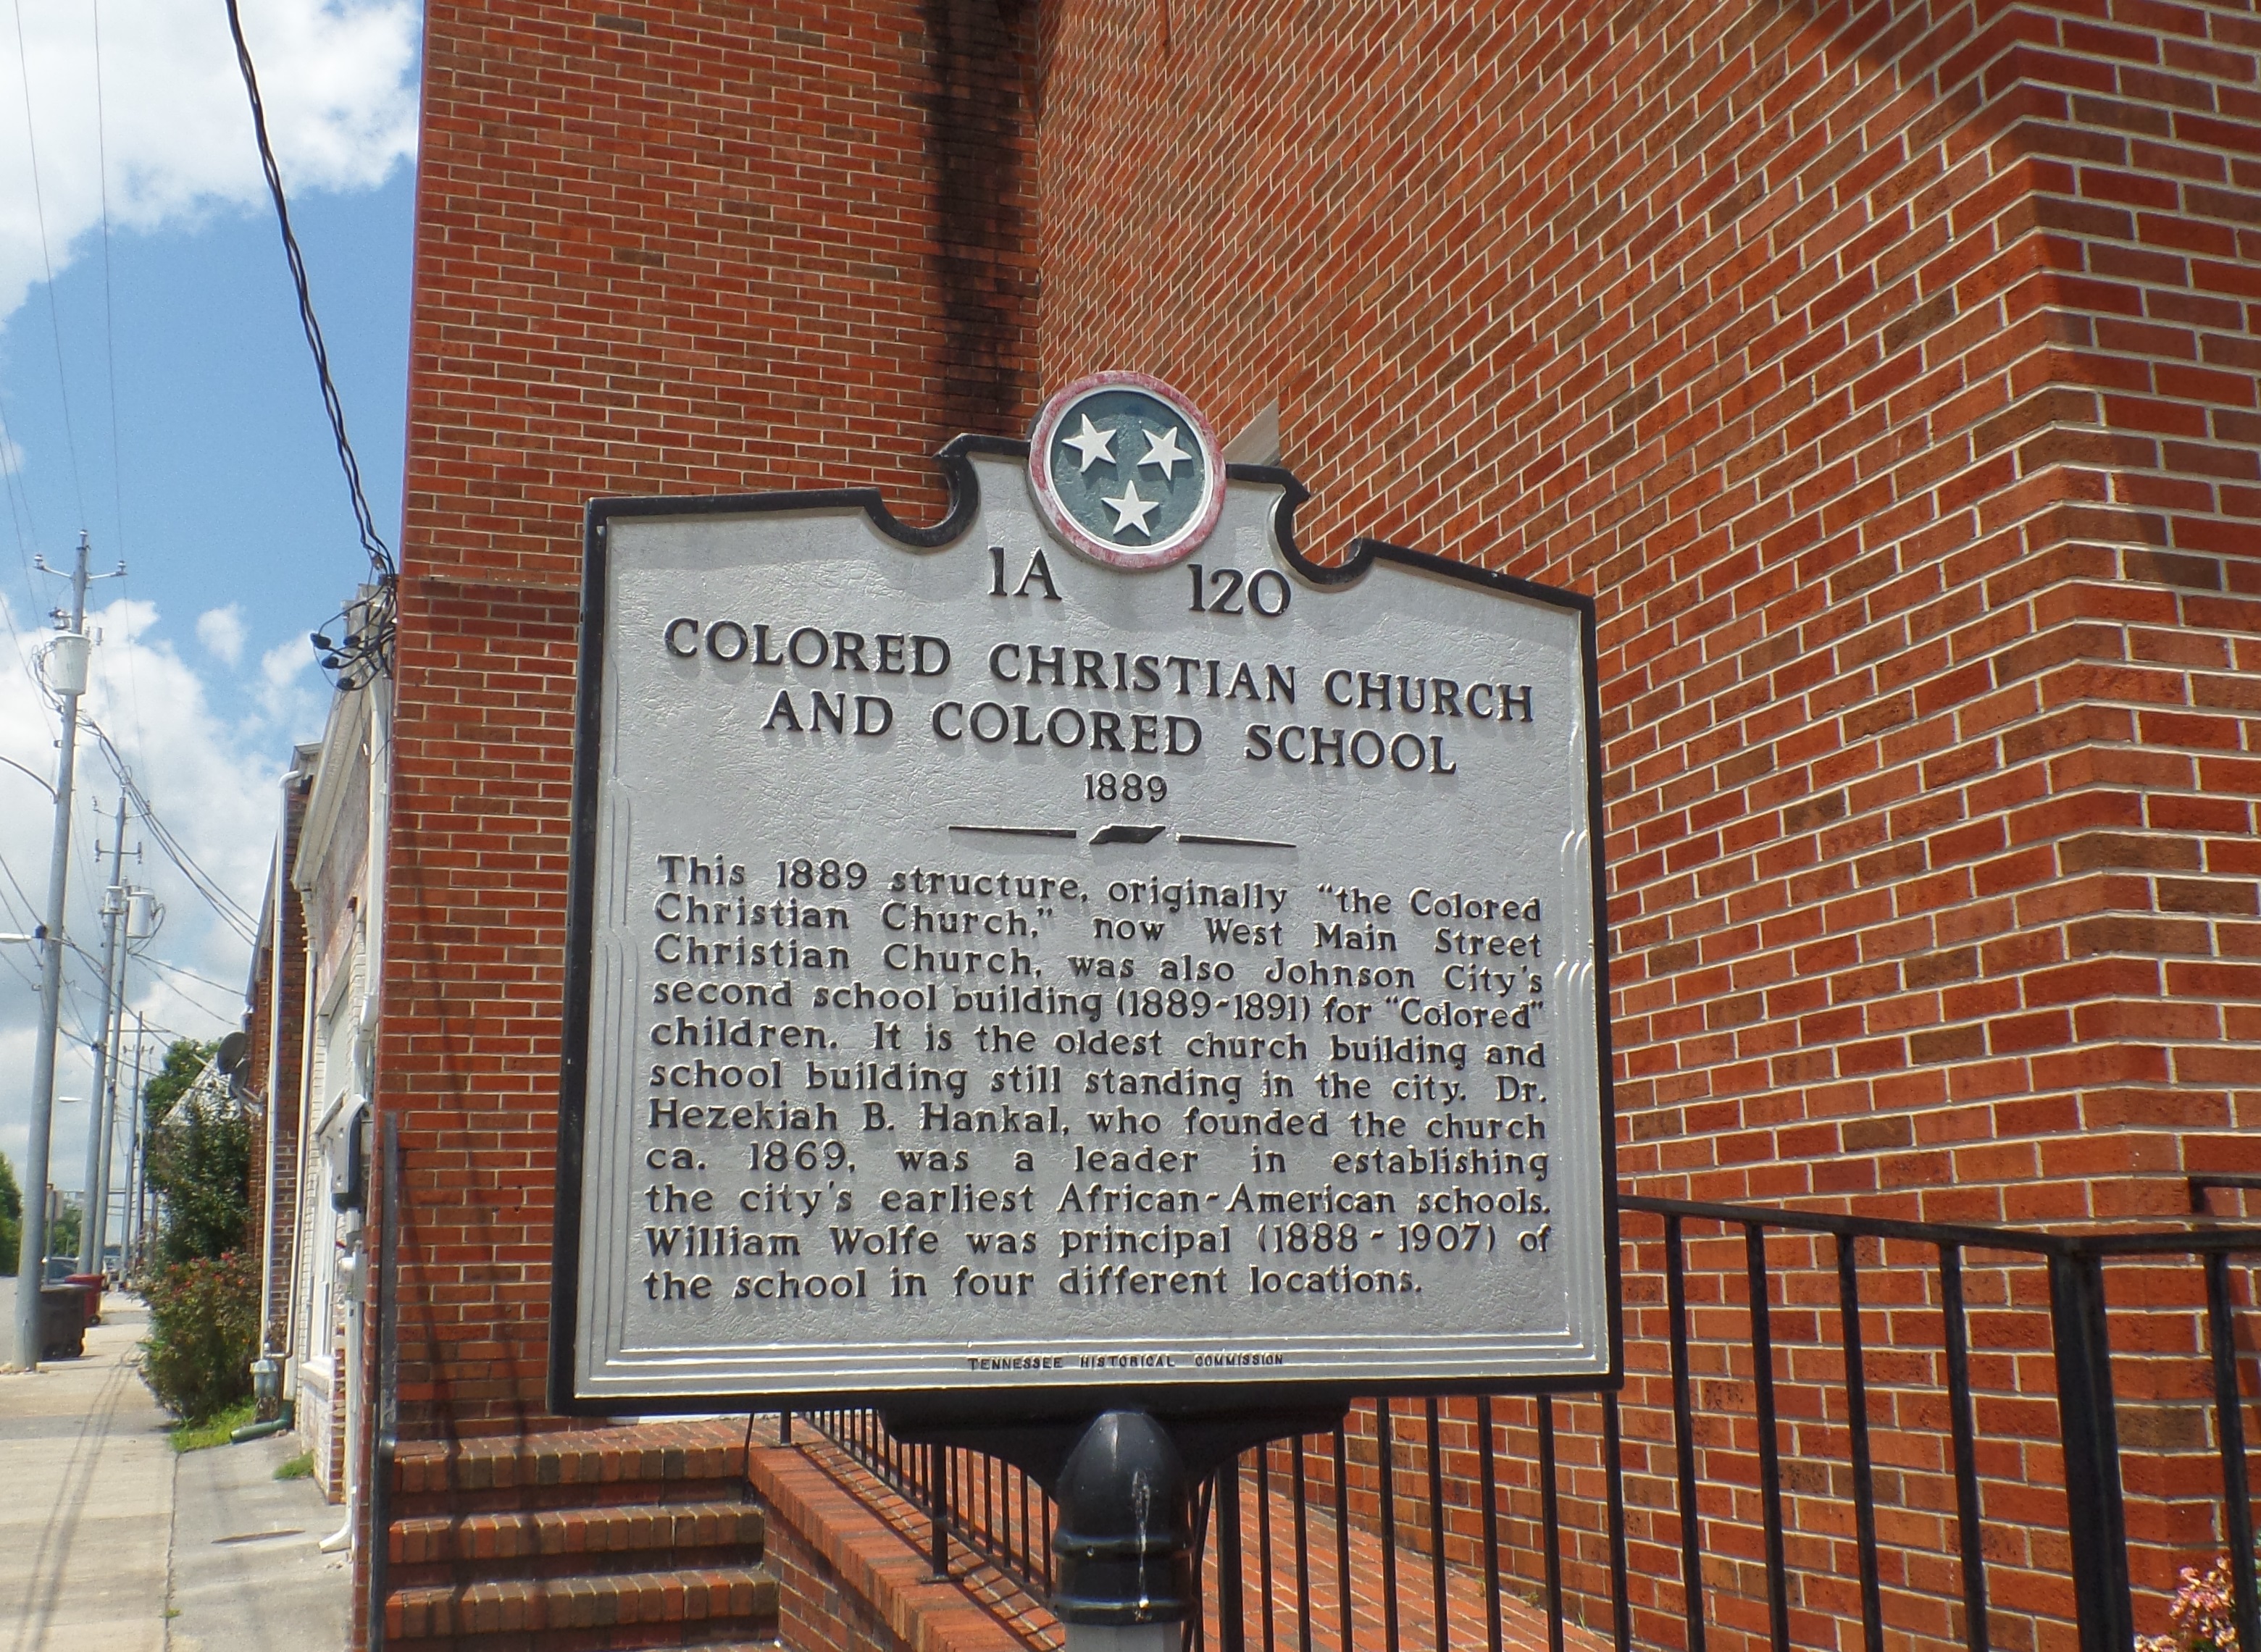 1A 120
COLORED CHRISTIAN CHURCH
AND COLORED SCHOOL
1889
This 1889 structure, originally "the Colored
Christian Church," now West Main Street
Christian Church, was also Johnson City's
second school building (1889-1891) for "Colored"
children. It is the oldest church building and
school building still standing in the city. Dr.
Hezekiah B. Hankal, who founded the church
ca. 1869, was a leader in establishing
the city's earliest African-American schools.
William Wolfe was principal (1888-1907) of
the school in four different locations.
TENNESSEE HISTORICAL COMMISSION